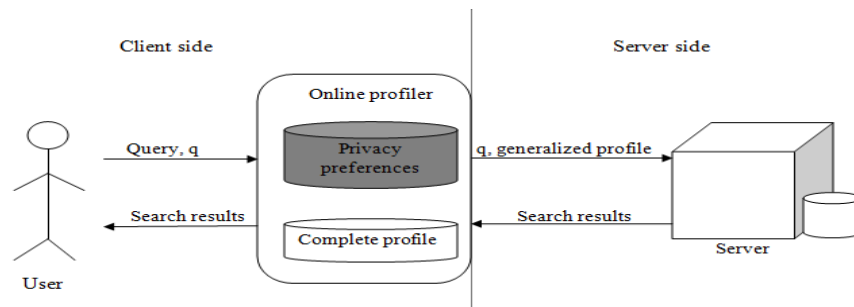 Client side
Server side
Online profiler
Privacy
preferences
Query, q
q, generalized profile
Search results
Search results
Complete profile
Server
User